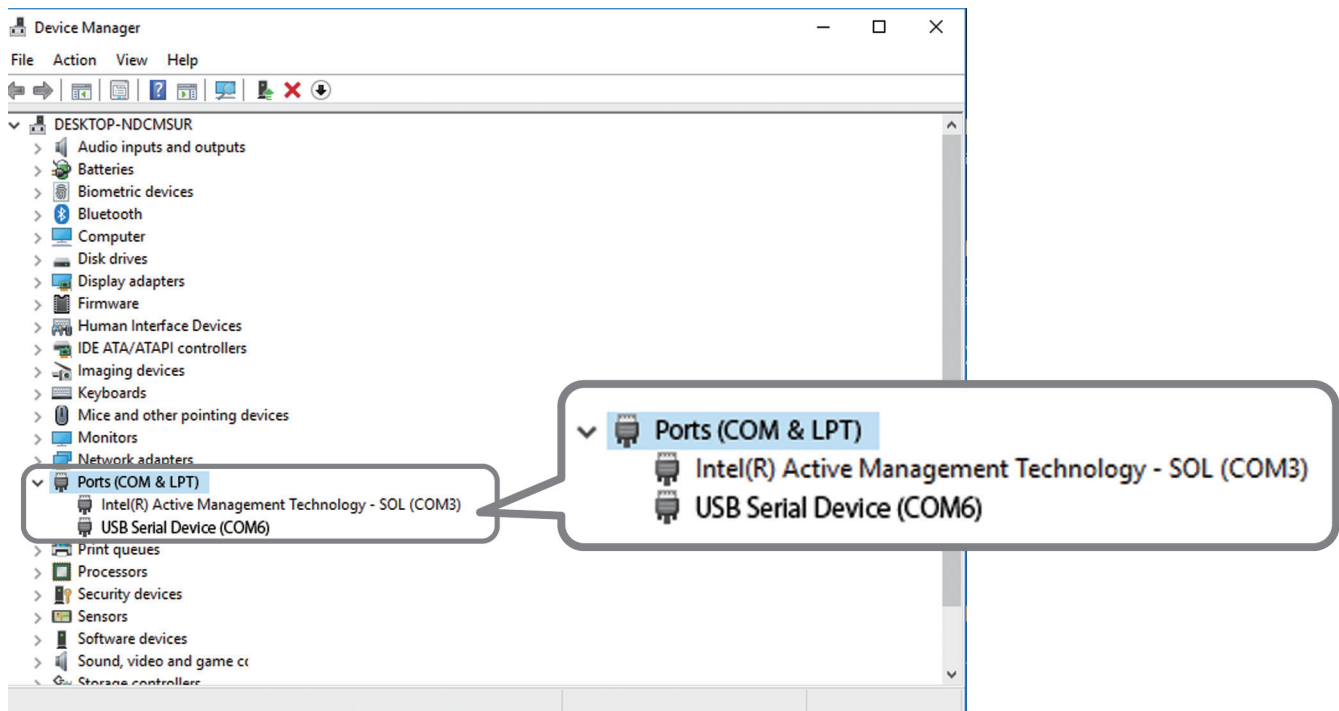 Device Manager
File Action View Help
DESKTOP-NDCMSUR
Audio inputs and outputs
Batteries
Biometric devices
Bluetooth
Computer
Disk drives
Display adapters
Firmware
Human Interface Devices
IDE ATA/ATAPI controllers
Imaging devices
Keyboards
Mice and other pointing devices
Monitors
Network adapters
Ports (COM & LPT)
Intel(R) Active Management Technology - SOL (COM3)
USB Serial Device (COM6)
Print queues
Processors
Security devices
Sensors
Software devices
Sound, video and game co
Storage controllers
Ports (COM & LPT)
Intel(R) Active Management Technology - SOL (COM3)
USB Serial Device (COM6)